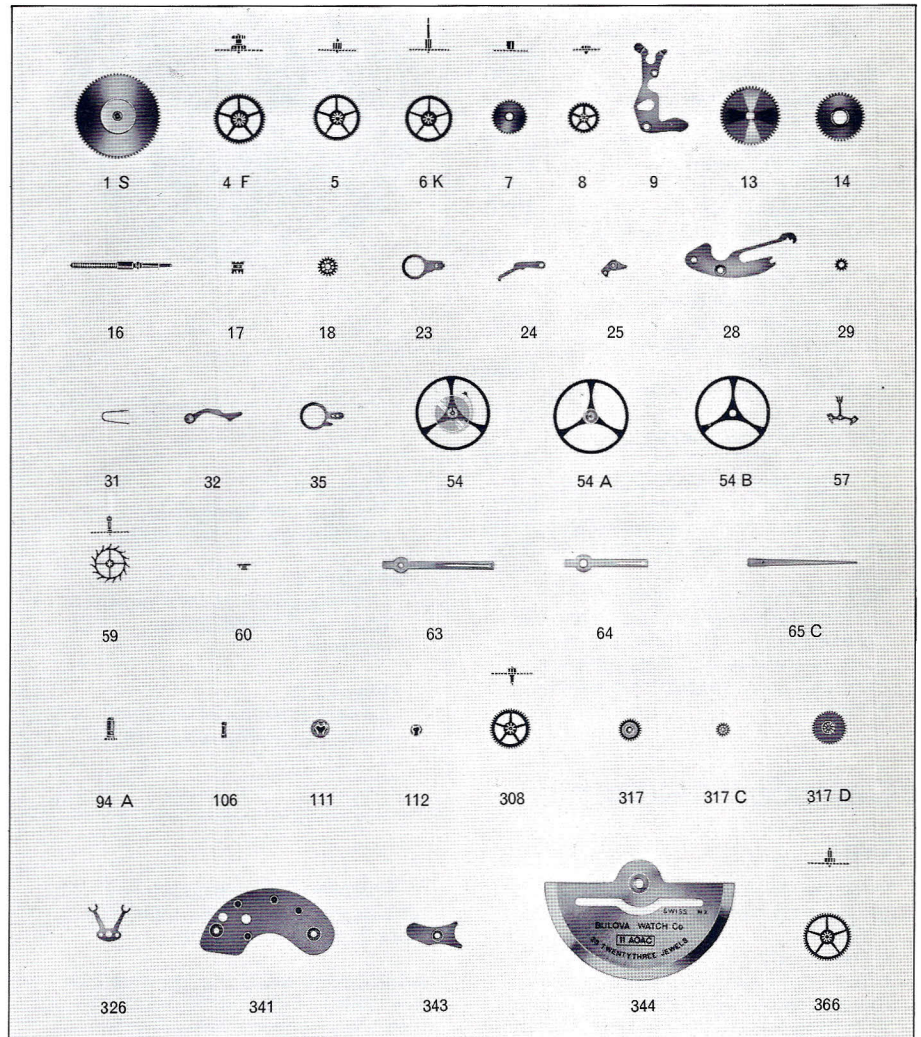 1 S 4 F 5 6 K 7 8 9 13 14
16 17 18 23 24 25 28 29
31 32 35 54 54 A 54 B 57
59 60 63 64 65 C
94 A 106 111 112 308 317 317 C 317 D
SWISS
BULOVA WATCH Co
11 AOAC
TWENTYTHREE JEWELS
326 341 343 344 366